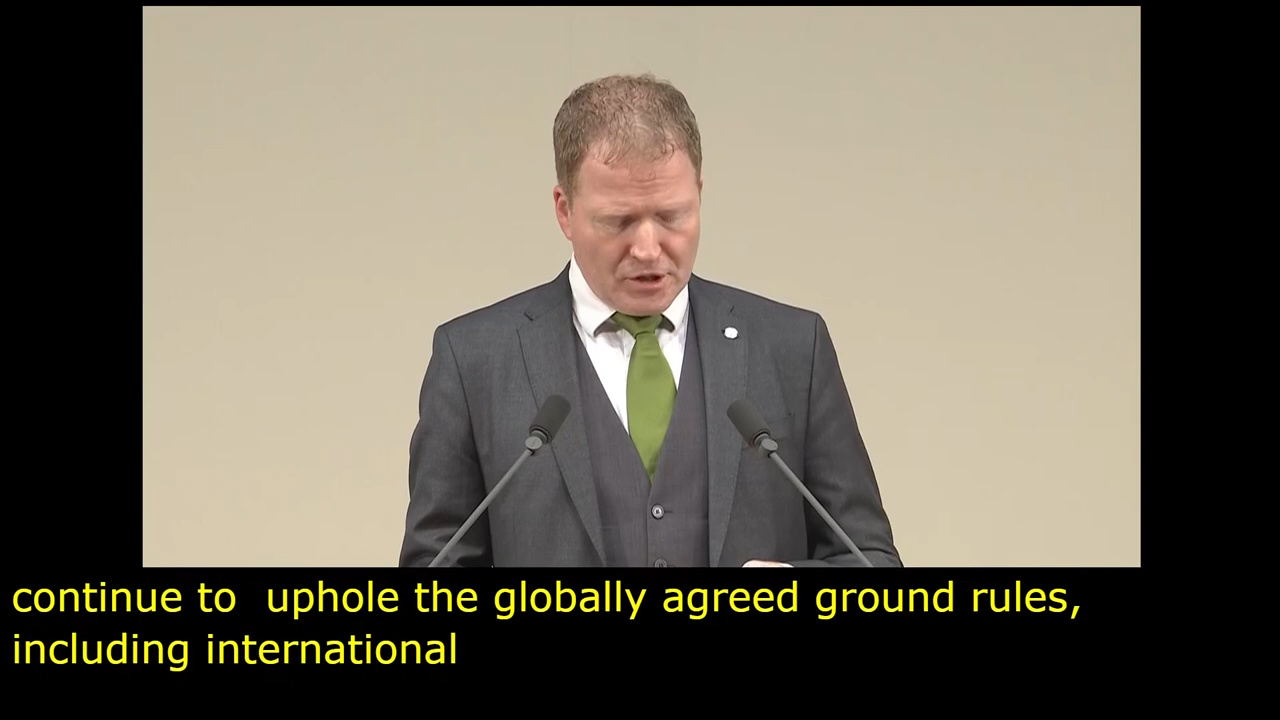 continue to  uphole the globally agreed ground rules,
including international